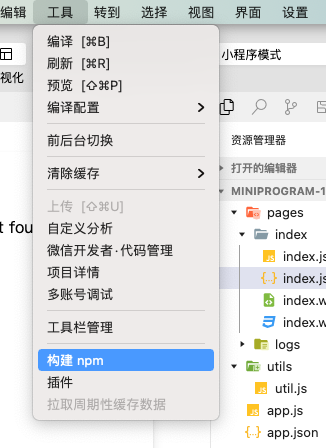 编辑 工具 转到 选择 视图 界面 设置
编译 [⌘B]
刷新 [⌘R]
预览 [⇧⌘P]
编译配置
前后台切换
清除缓存
上传 [⇧⌘U]
自定义分析
微信开发者·代码管理
项目详情
多账号调试
工具栏管理
构建 npm
插件
拉取周期性缓存数据
视化
t fou
小程序模式
资源管理器
打开的编辑器
MINIPROGRAM-1
pages
index
JS index.js
{..} index.js
index.w
index.w
logs
utils
JS util.js
JS app.js
{..} app.json